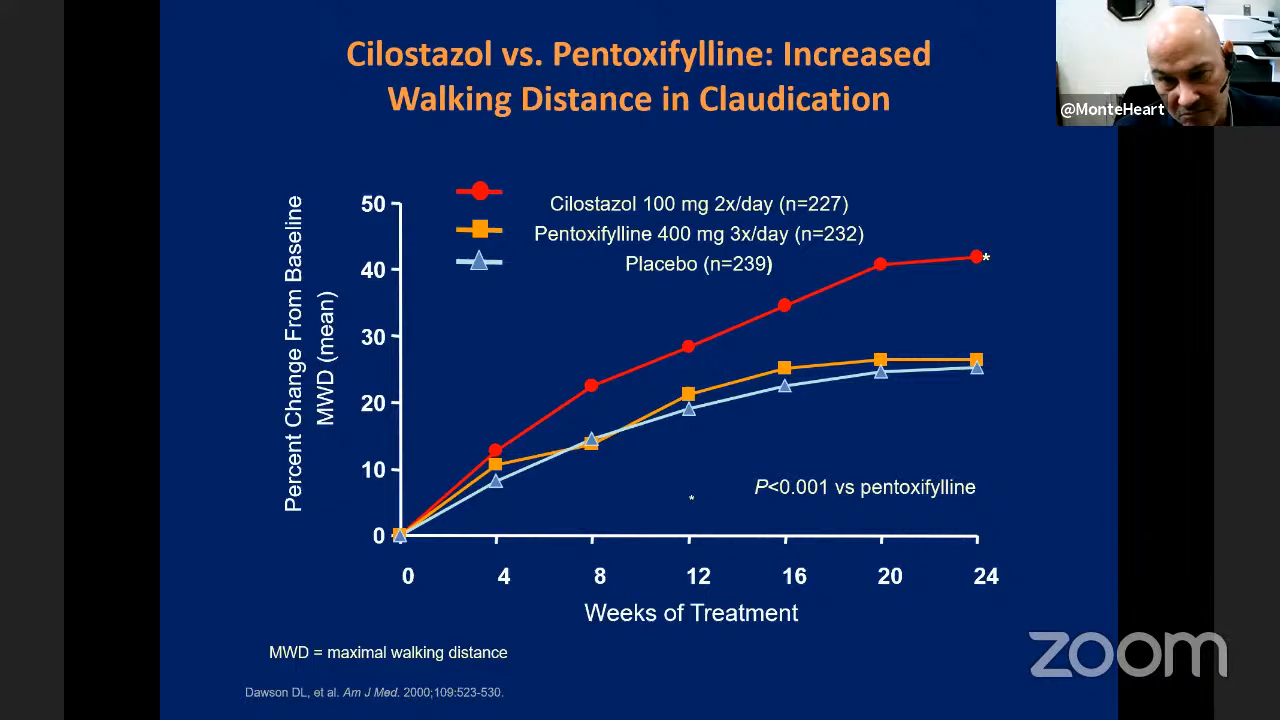 Cilostazol vs. Pentoxifylline: Increased
Walking Distance in Claudication
@MonteHeart
Cilostazol 100 mg 2x/day (n=227)
Pentoxifylline 400 mg 3x/day (n=232)
Placebo (n=239)
Percent Change From Baseline
MWD (mean)
50
40
30
20
10
0
*
*
P<0.001 vs pentoxifylline
0 4 8 12 16 20 24
Weeks of Treatment
MWD = maximal walking distance
Dawson DL, et al. Am J Med. 2000;109:523-530.
zoom